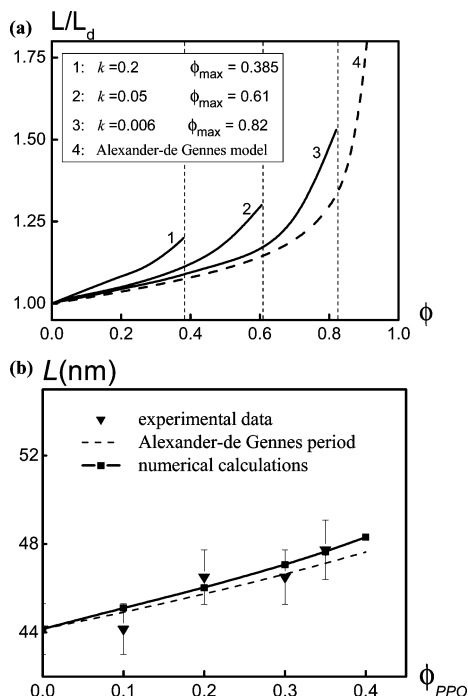 (a) L/L_d
1.75
1: k =0.2 ϕ_max = 0.385
2: k =0.05 ϕ_max = 0.61
3: k =0.006 ϕ_max = 0.82
4: Alexander-de Gennes model
4
1.50
3
2
1.25
1
1.00
0.0 0.2 0.4 0.6 0.8 1.0 ϕ
(b) L(nm)
experimental data
52
Alexander-de Gennes period
numerical calculations
48
44
0.0 0.1 0.2 0.3 0.4 ϕ_PPO